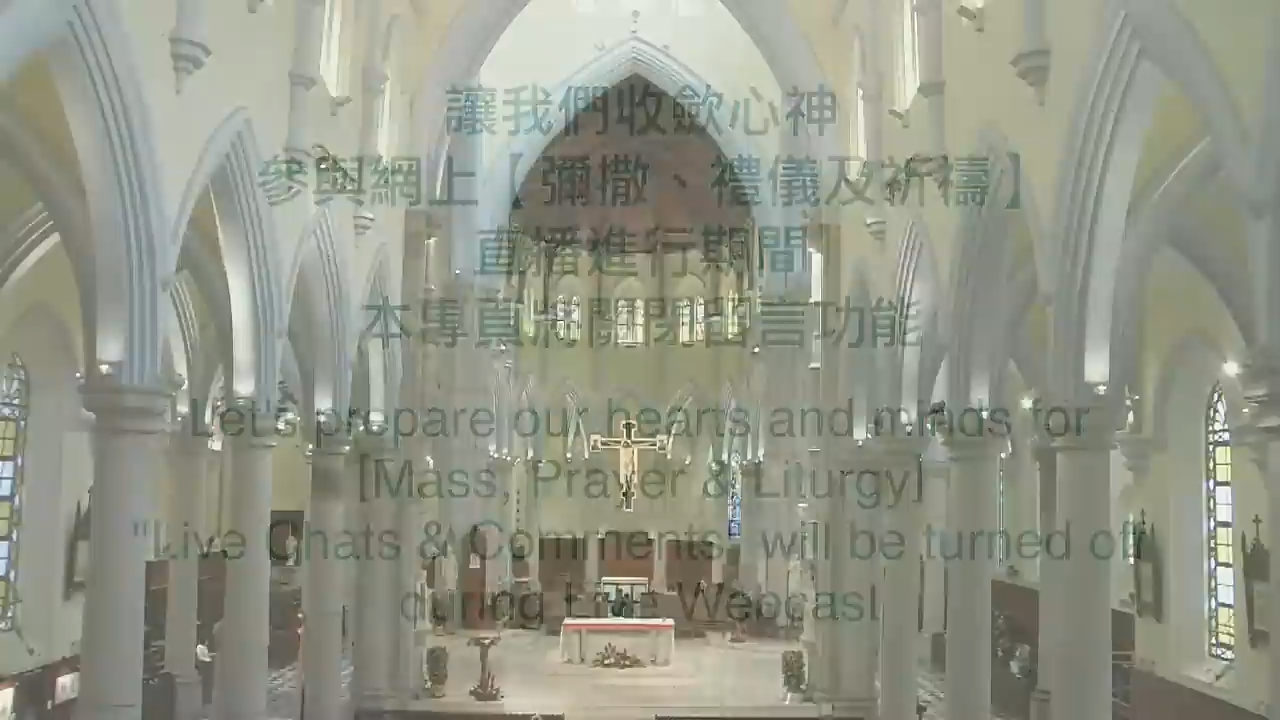 讓我們收歛心神
參與網上【彌撒、禮儀及祈禱】
直播進行期間
本專頁將關閉留言功能
Let's prepare our hearts and minds for
[Mass, Prayer & Liturgy]
"Live Chats & Comments" will be turned off
during Live Webcast